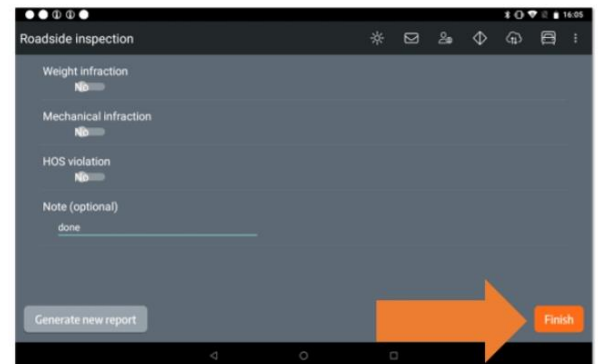 16:05
Roadside inspection
Weight infraction
No
Mechanical infraction
No
HOS violation
No
Note (optional)
done
Generate new report
Finish